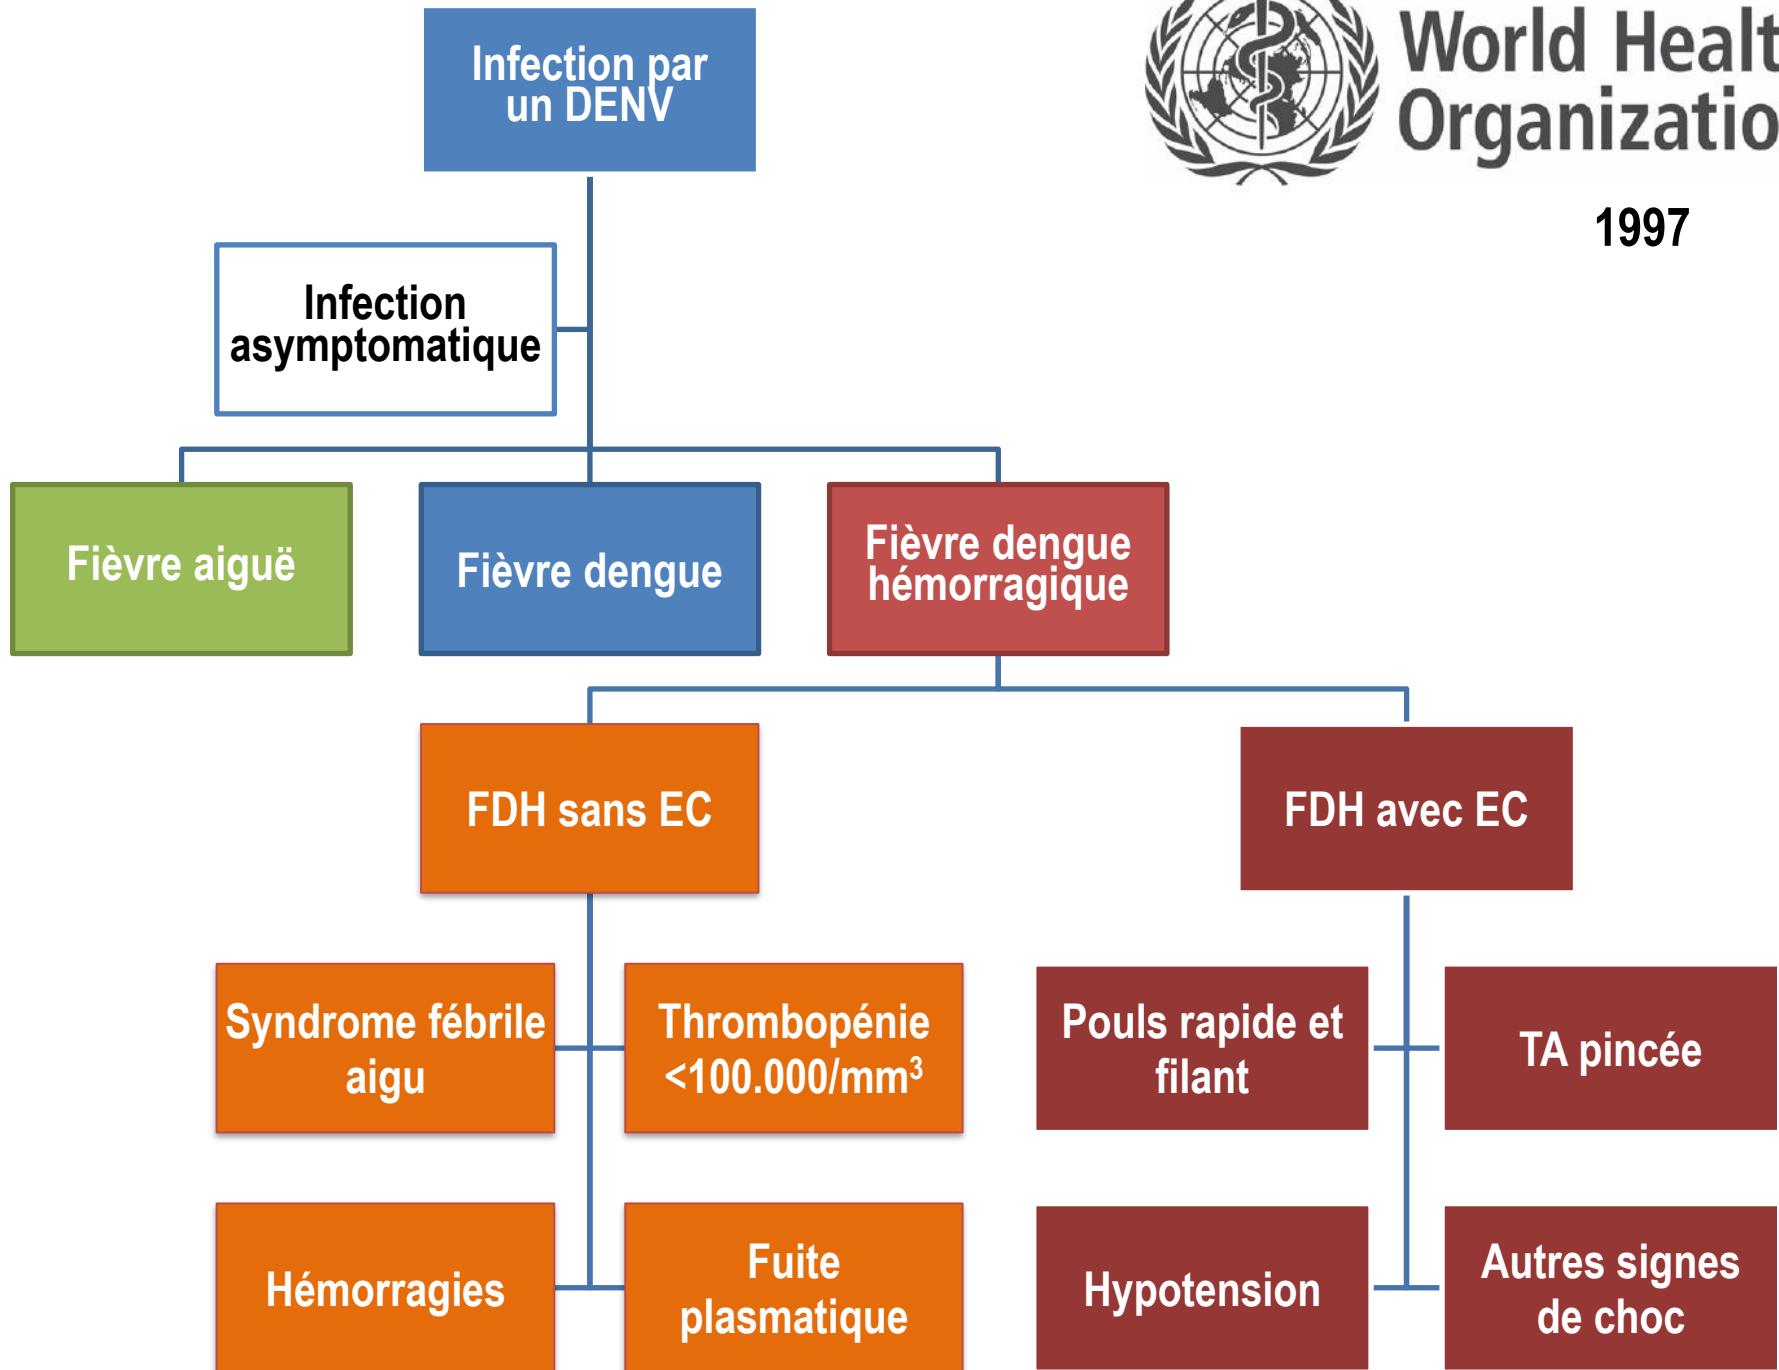 World Healt
Organizatio
1997
Infection par
un DENV
Infection
asymptomatique
Fièvre aiguë
Fièvre dengue
Fièvre dengue
hémorragique
FDH sans EC
FDH avec EC
Syndrome fébrile
aigu
Thrombopénie
<100.000/mm³
Pouls rapide et
filant
TA pincée
Hémorragies
Fuite
plasmatique
Hypotension
Autres signes
de choc